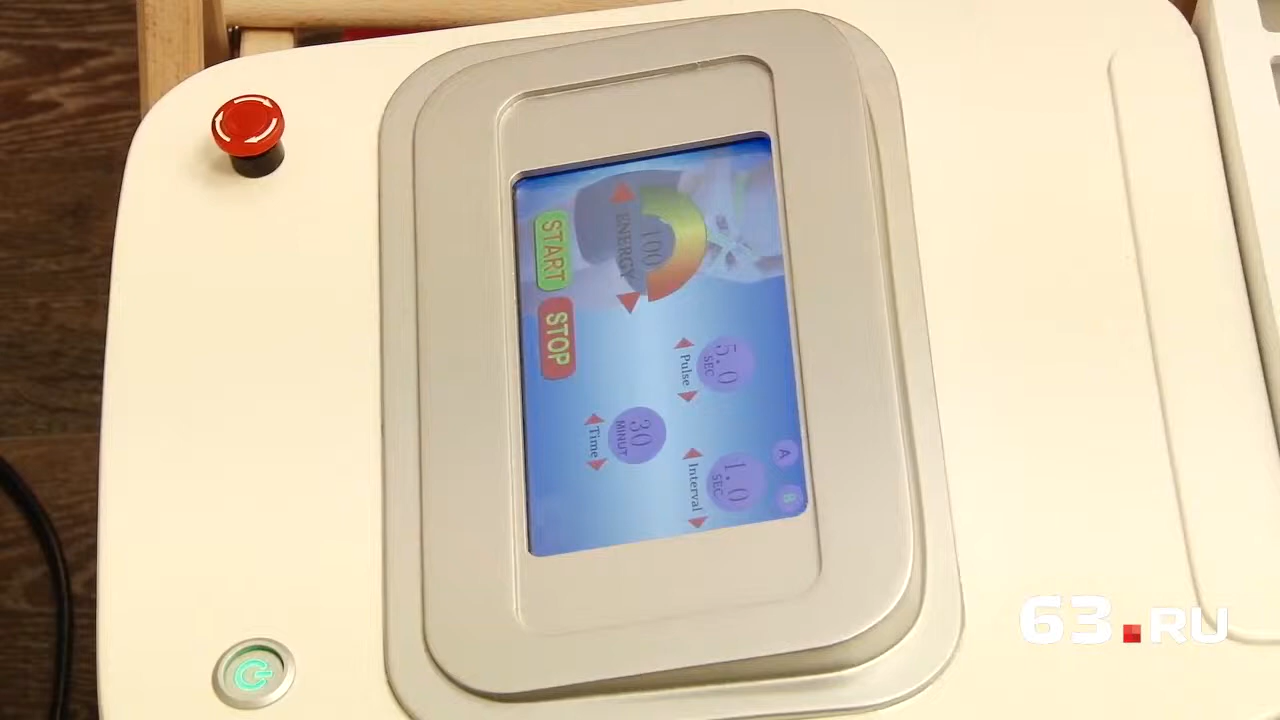 100
ENERGY
START
STOP
5.0
SEC
Pulse
30
MINUT
Time
1.0
SEC
Interval
A
B
63.RU